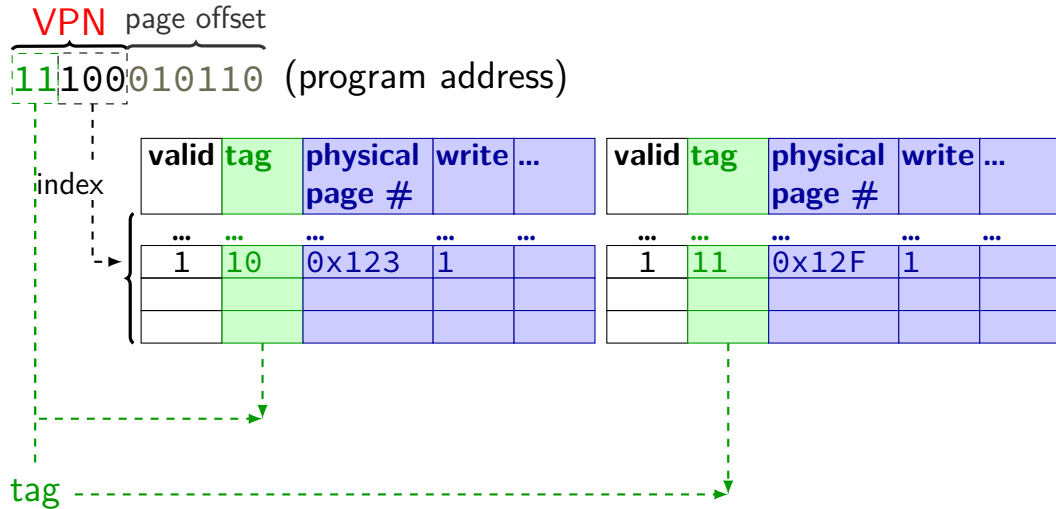 VPN page offset
11100010110 (program address)
valid tag physical page # write ... valid tag physical page # write ...
index
... ... ... ... ... ... ... ... ... ...
1 10 0x123 1 1 11 0x12F 1
tag